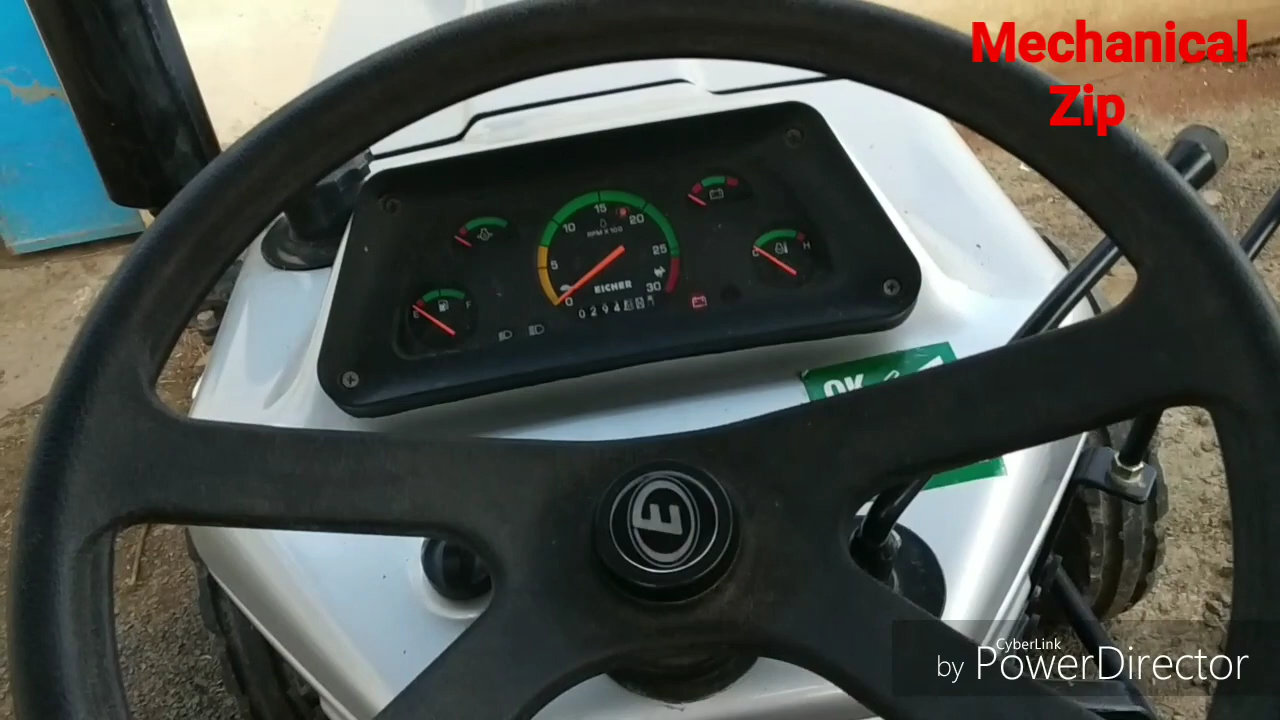 Mechanical
Zip
15
10
20
RPM X 100
5
25
EICHER
0
30
E
F
C
H
OK
E
CyberLink
by PowerDirector